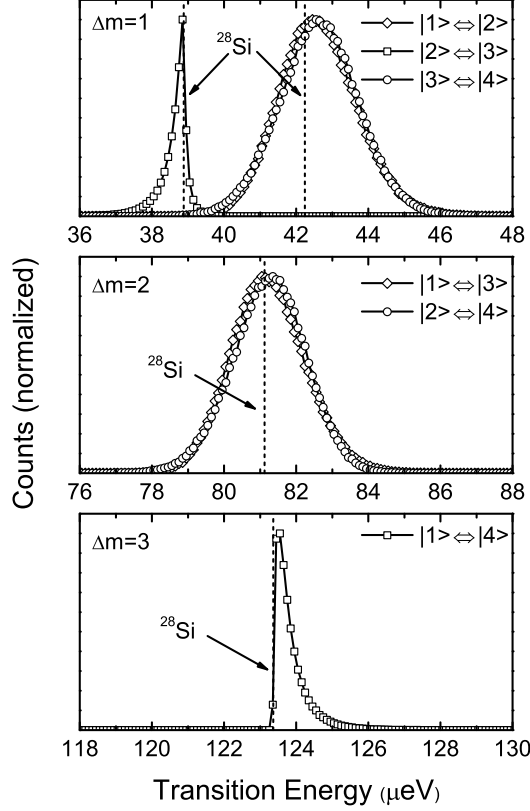 Δm=1
²⁸Si
|1>⇔|2>
|2>⇔|3>
|3>⇔|4>
36 38 40 42 44 46 48
Δm=2
²⁸Si
|1>⇔|3>
|2>⇔|4>
76 78 80 82 84 86 88
Counts (normalized)
Δm=3
²⁸Si
|1>⇔|4>
118 120 122 124 126 128 130
Transition Energy (μeV)